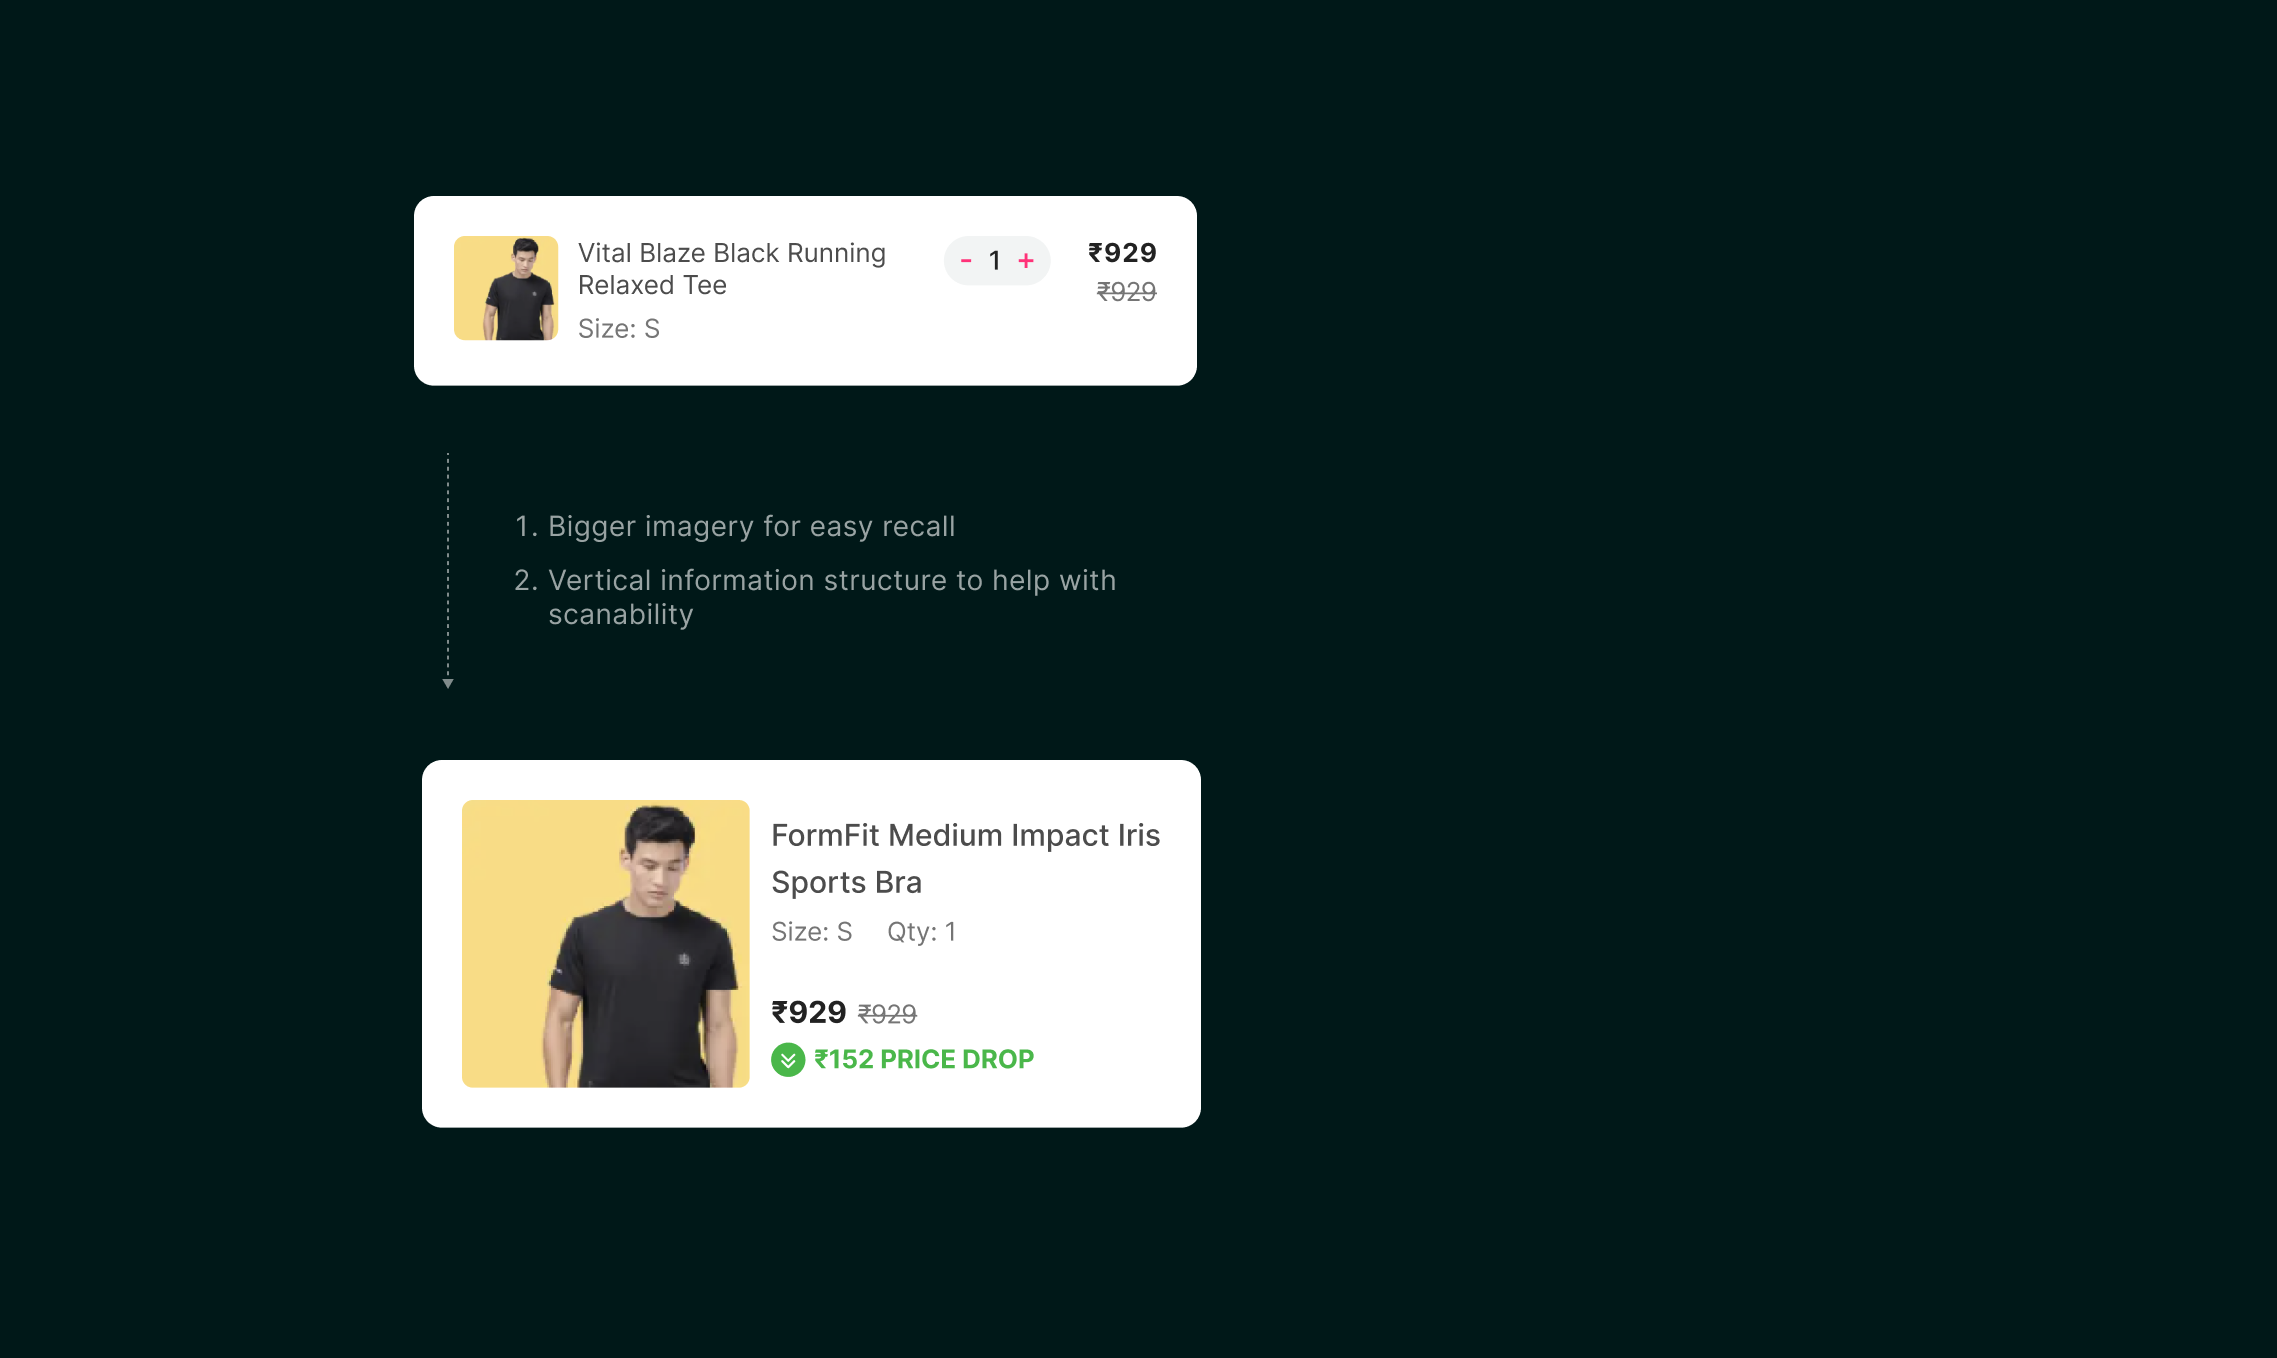 Vital Blaze Black Running
Relaxed Tee
Size: S
- 1 +
₹929
₹929
1. Bigger imagery for easy recall
2. Vertical information structure to help with
scanability
FormFit Medium Impact Iris
Sports Bra
Size: S Qty: 1
₹929 ₹929
₹152 PRICE DROP